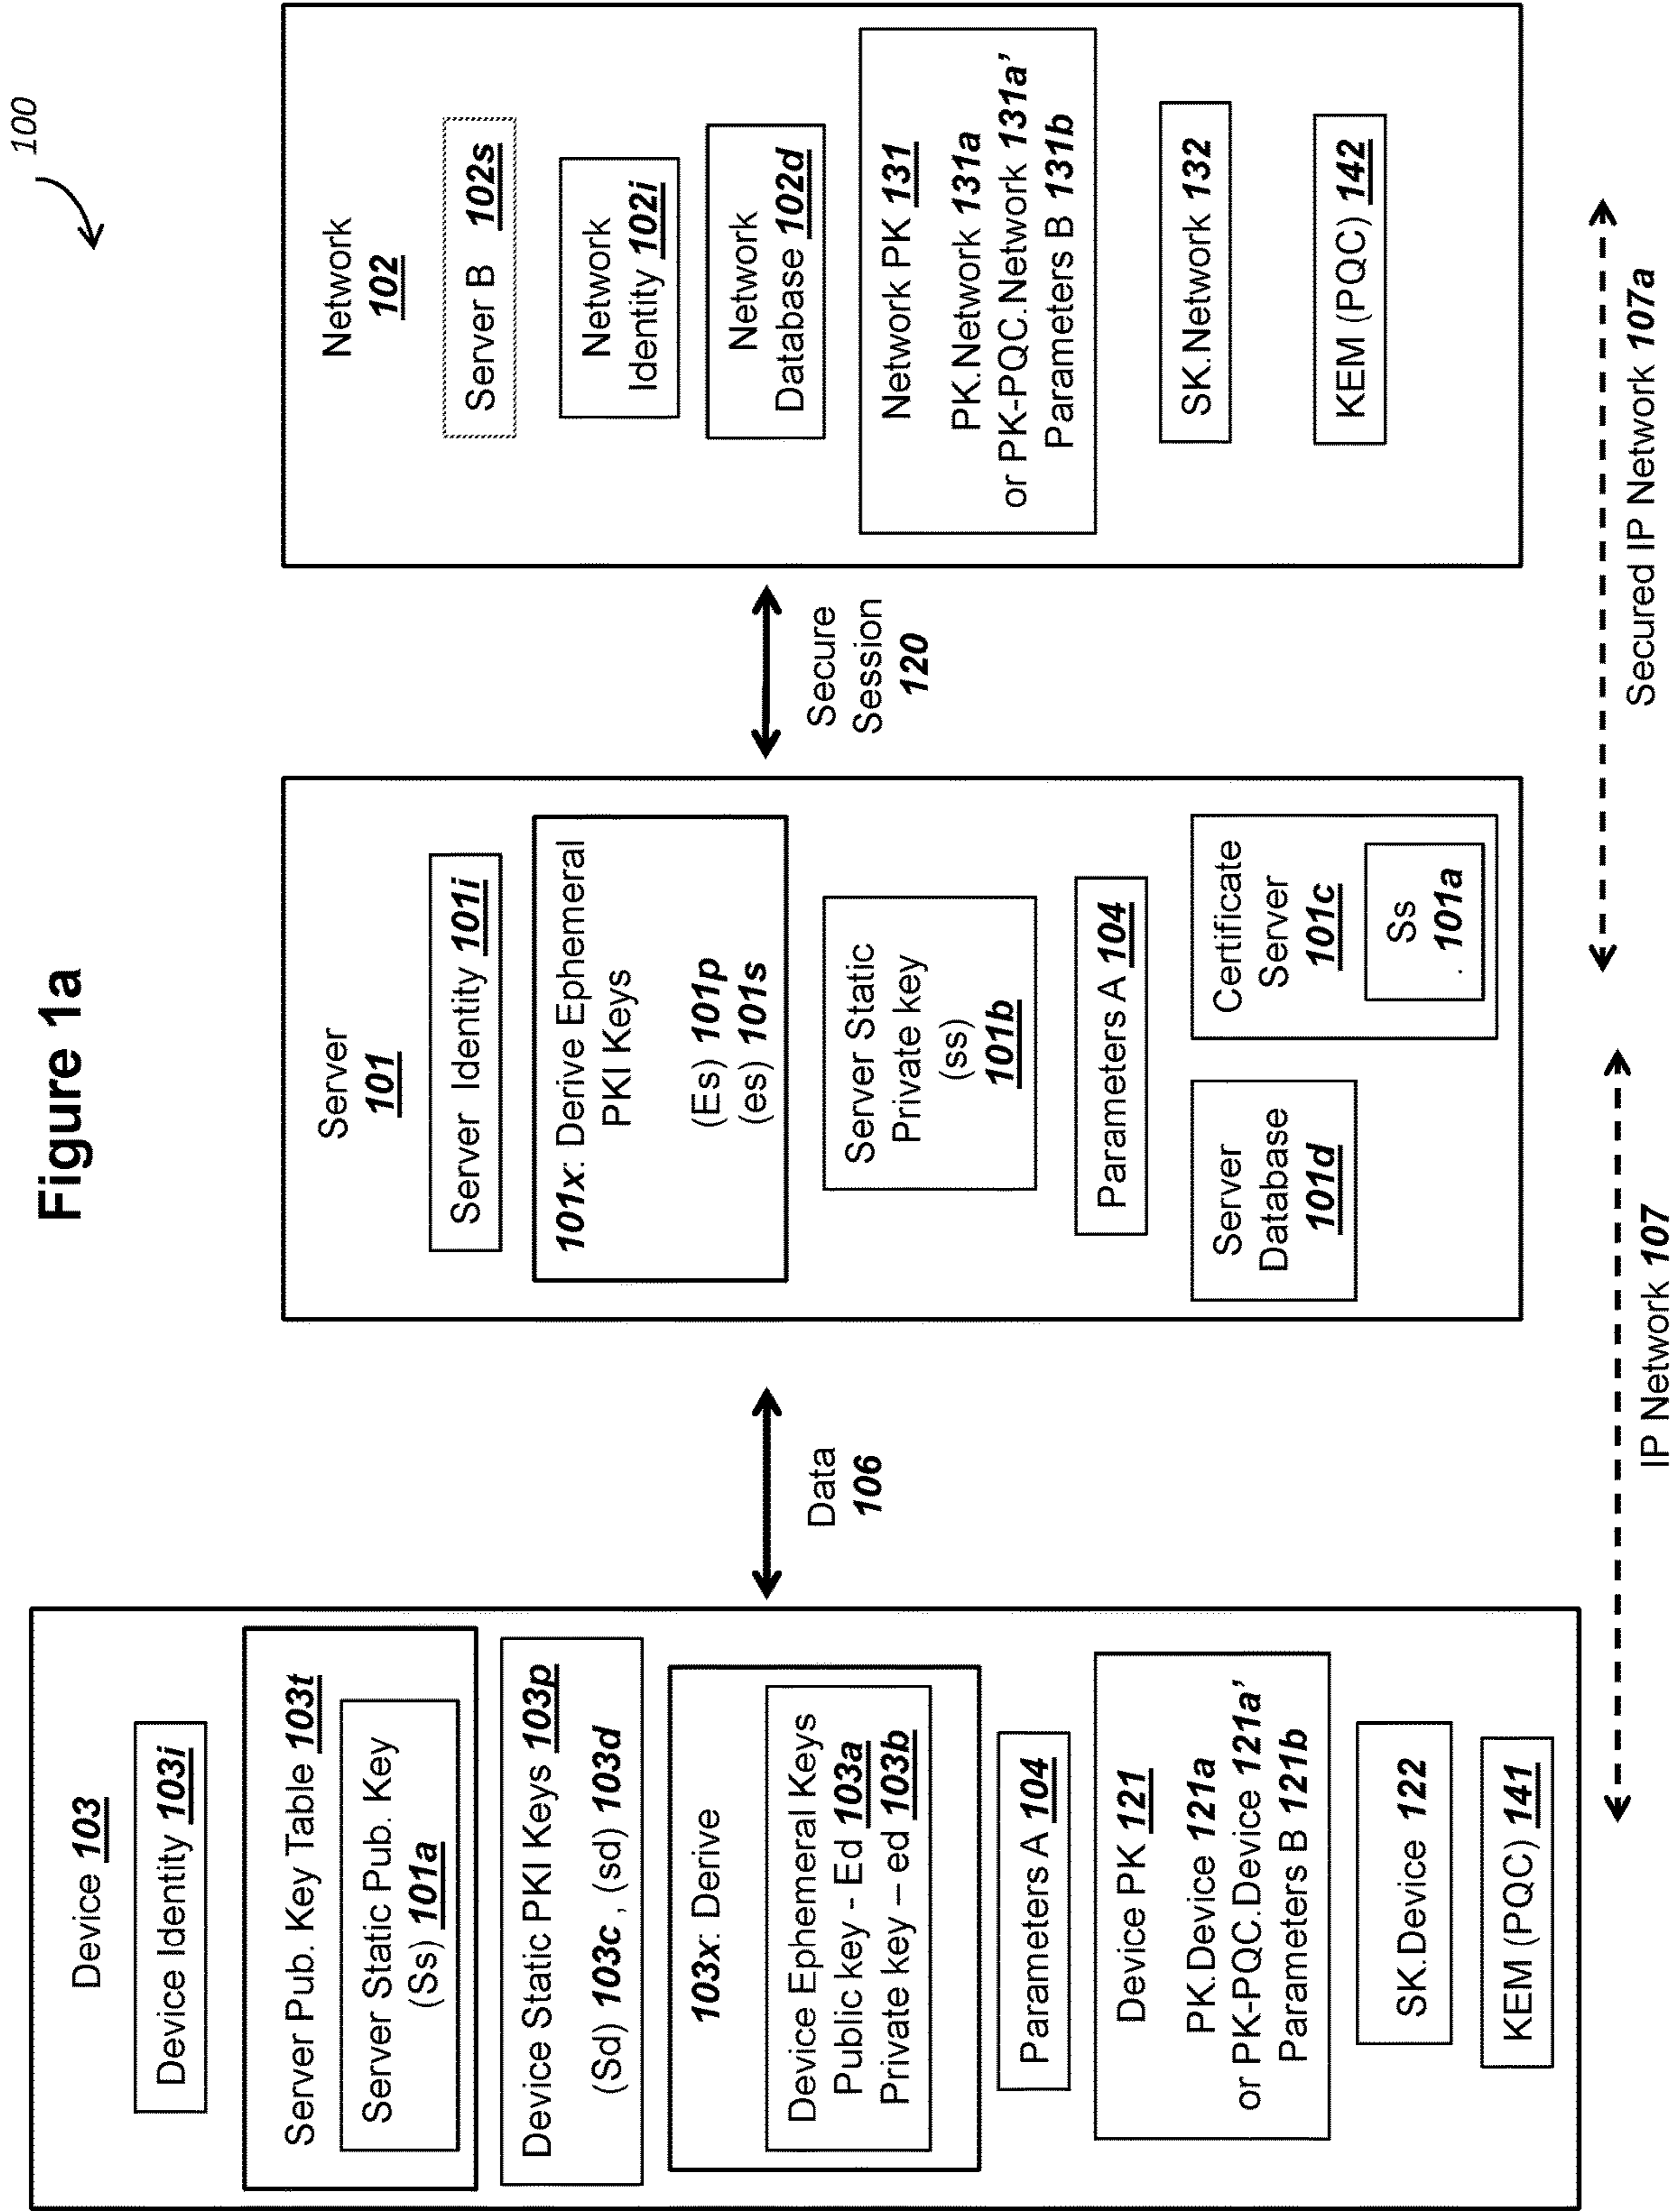 Figure 1a
100
Device 103
Device Identity 103i
Server Pub. Key Table 103t
Server Static Pub. Key
(Ss) 101a
Device Static PKI Keys 103p
(Sd) 103c , (sd) 103d
103x: Derive
Device Ephemeral Keys
Public key - Ed 103a
Private key – ed 103b
Parameters A 104
Device PK 121
PK.Device 121a
or PK-PQC.Device 121a’
Parameters B 121b
SK.Device 122
KEM (PQC) 141
Data
106
Server
101
Server Identity 101i
101x: Derive Ephemeral
PKI Keys
(Es) 101p
(es) 101s
Server Static
Private key
(ss)
101b
Parameters A 104
Server
Database
101d
Certificate
Server
101c
Ss
. 101a
Secure
Session
120
Network
102
Server B 102s
Network
Identity 102i
Network
Database 102d
Network PK 131
PK.Network 131a
or PK-PQC.Network 131a’
Parameters B 131b
SK.Network 132
KEM (PQC) 142
IP Network 107
Secured IP Network 107a